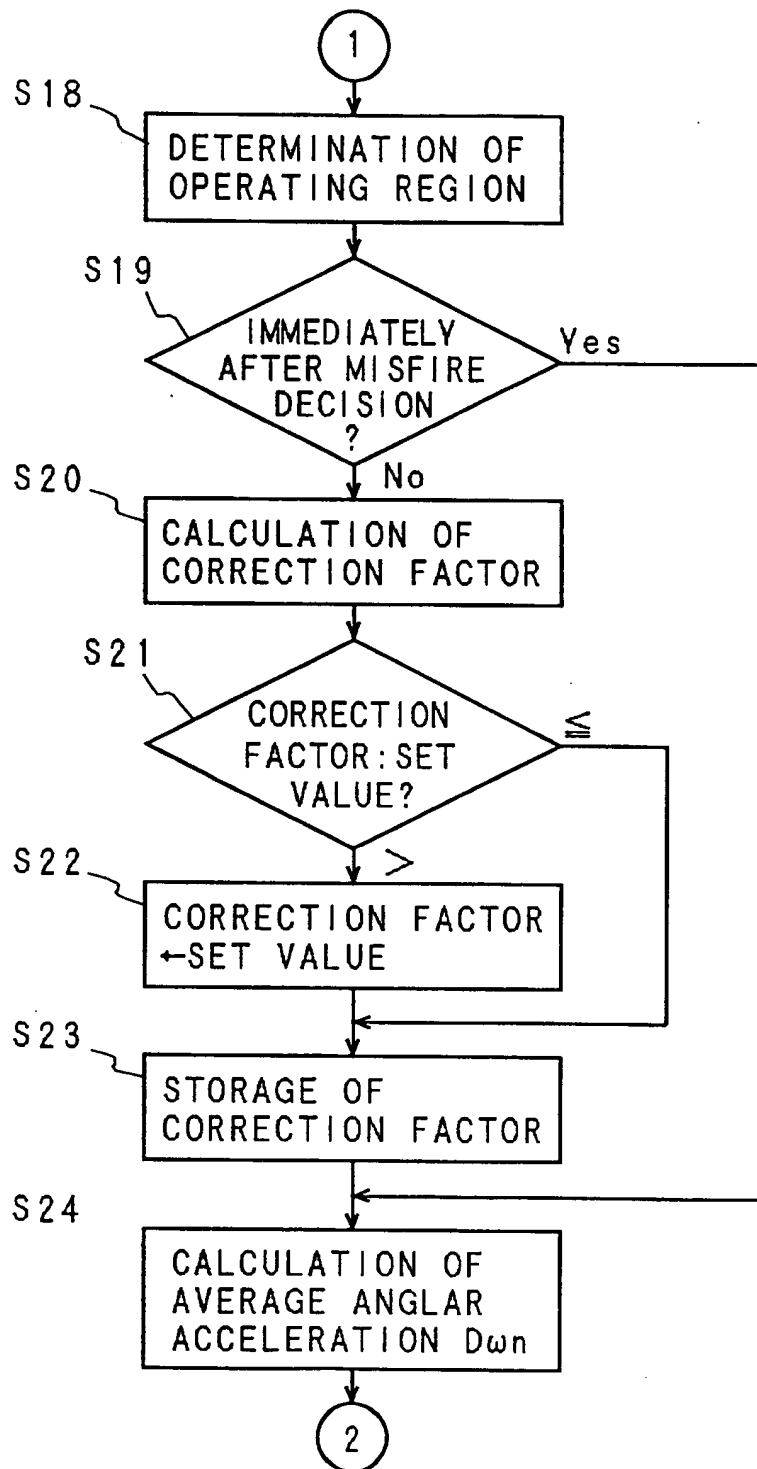 1
S18
DETERMINATION OF
OPERATING REGION
S19
IMMEDIATELY
AFTER MISFIRE
DECISION
?
Yes
No
S20
CALCULATION OF
CORRECTION FACTOR
S21
CORRECTION
FACTOR:SET
VALUE?
≦
>
S22
CORRECTION FACTOR
←SET VALUE
S23
STORAGE OF
CORRECTION FACTOR
S24
CALCULATION OF
AVERAGE ANGLAR
ACCELERATION Dωn
2